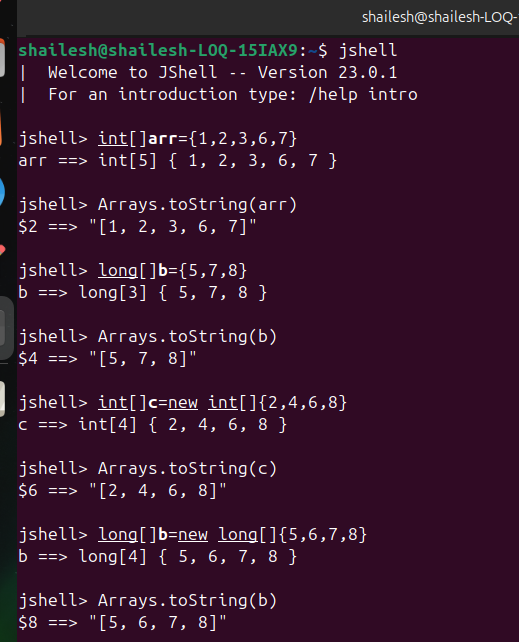 shailesh@shailesh-LOQ-
shailesh@shailesh-LOQ-15IAX9:~$ jshell
|  Welcome to JShell -- Version 23.0.1
|  For an introduction type: /help intro
jshell> int[]arr={1,2,3,6,7}
arr ==> int[5] { 1, 2, 3, 6, 7 }
jshell> Arrays.toString(arr)
$2 ==> "[1, 2, 3, 6, 7]"
jshell> long[]b={5,7,8}
b ==> long[3] { 5, 7, 8 }
jshell> Arrays.toString(b)
$4 ==> "[5, 7, 8]"
jshell> int[]c=new int[]{2,4,6,8}
c ==> int[4] { 2, 4, 6, 8 }
jshell> Arrays.toString(c)
$6 ==> "[2, 4, 6, 8]"
jshell> long[]b=new long[]{5,6,7,8}
b ==> long[4] { 5, 6, 7, 8 }
jshell> Arrays.toString(b)
$8 ==> "[5, 6, 7, 8]"